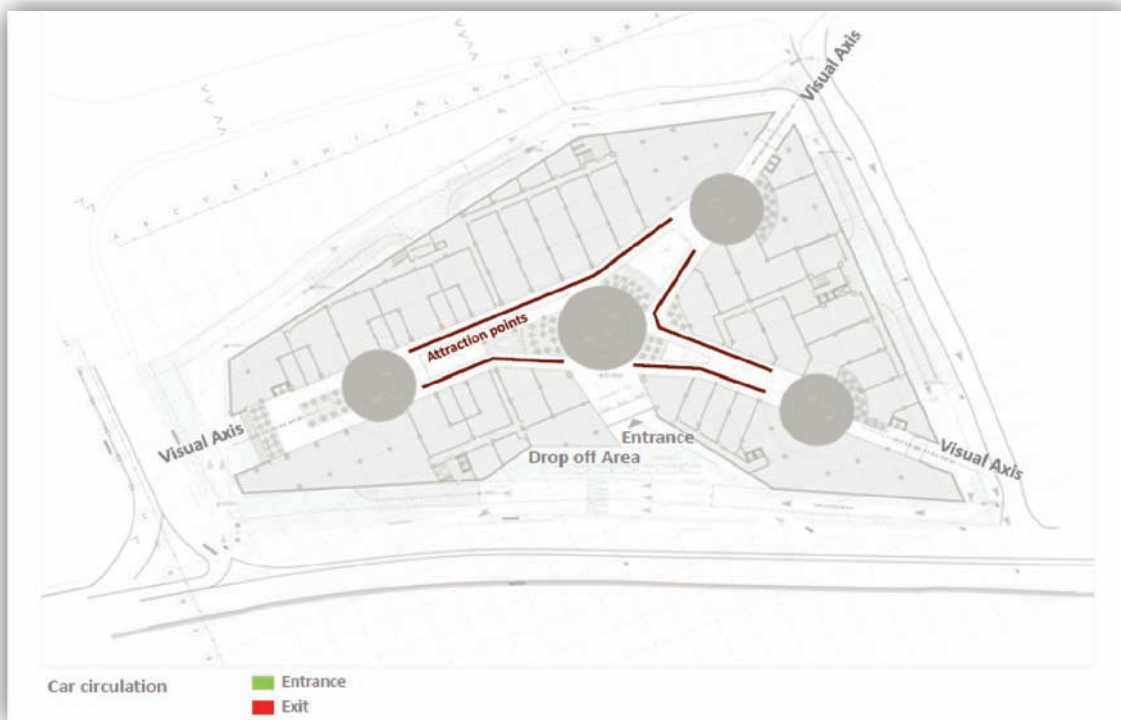 Visual Axis
Attraction points
Visual Axis
Entrance
Drop off Area
Visual Axis
Car circulation
Entrance
Exit